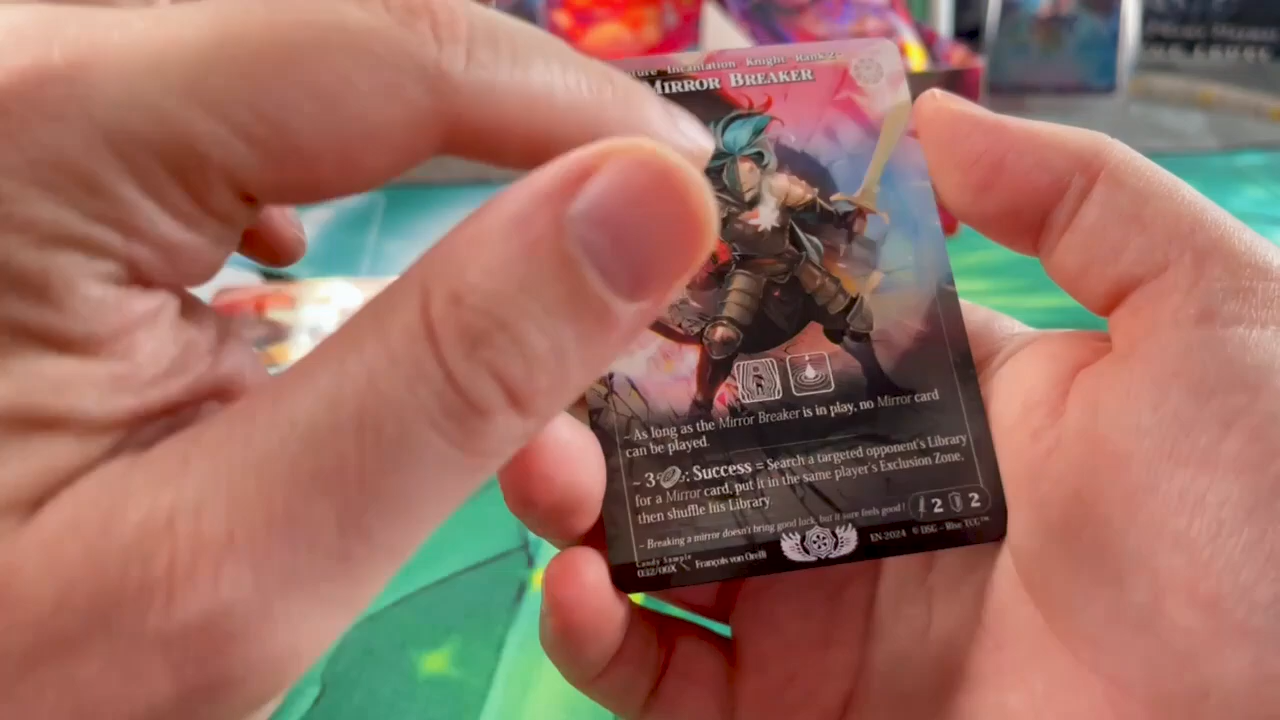 ture Incantation Knight Rank 2
MIRROR BREAKER
~ As long as the Mirror Breaker is in play, no Mirror card
can be played.
~ 3 : Success = Search a targeted opponent's Library
for a Mirror card, put it in the same player's Exclusion Zone,
then shuffle his Library.
~ Breaking a mirror doesn't bring good luck, but it sure feels good !
2 2
Candy Sample
032/00X François von Orelli
EN-2024 © DSG - Rise TCG™